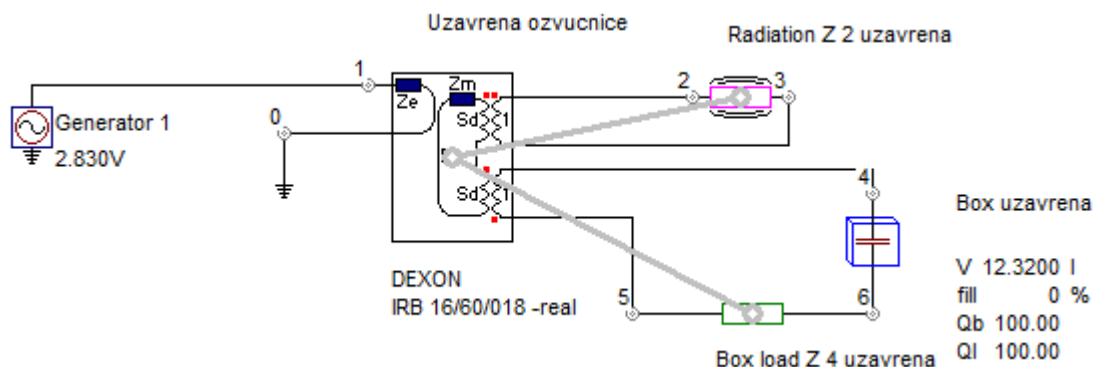 Uzavrena ozvucnice
Radiation Z 2 uzavrena
1
Ze
Zm
Sd 1
2
3
Generator 1
2.830V
0
Sd 1
4
Box uzavrena
V 12.3200 l
fill 0 %
Qb 100.00
Ql 100.00
DEXON
IRB 16/60/018 -real
5
6
Box load Z 4 uzavrena